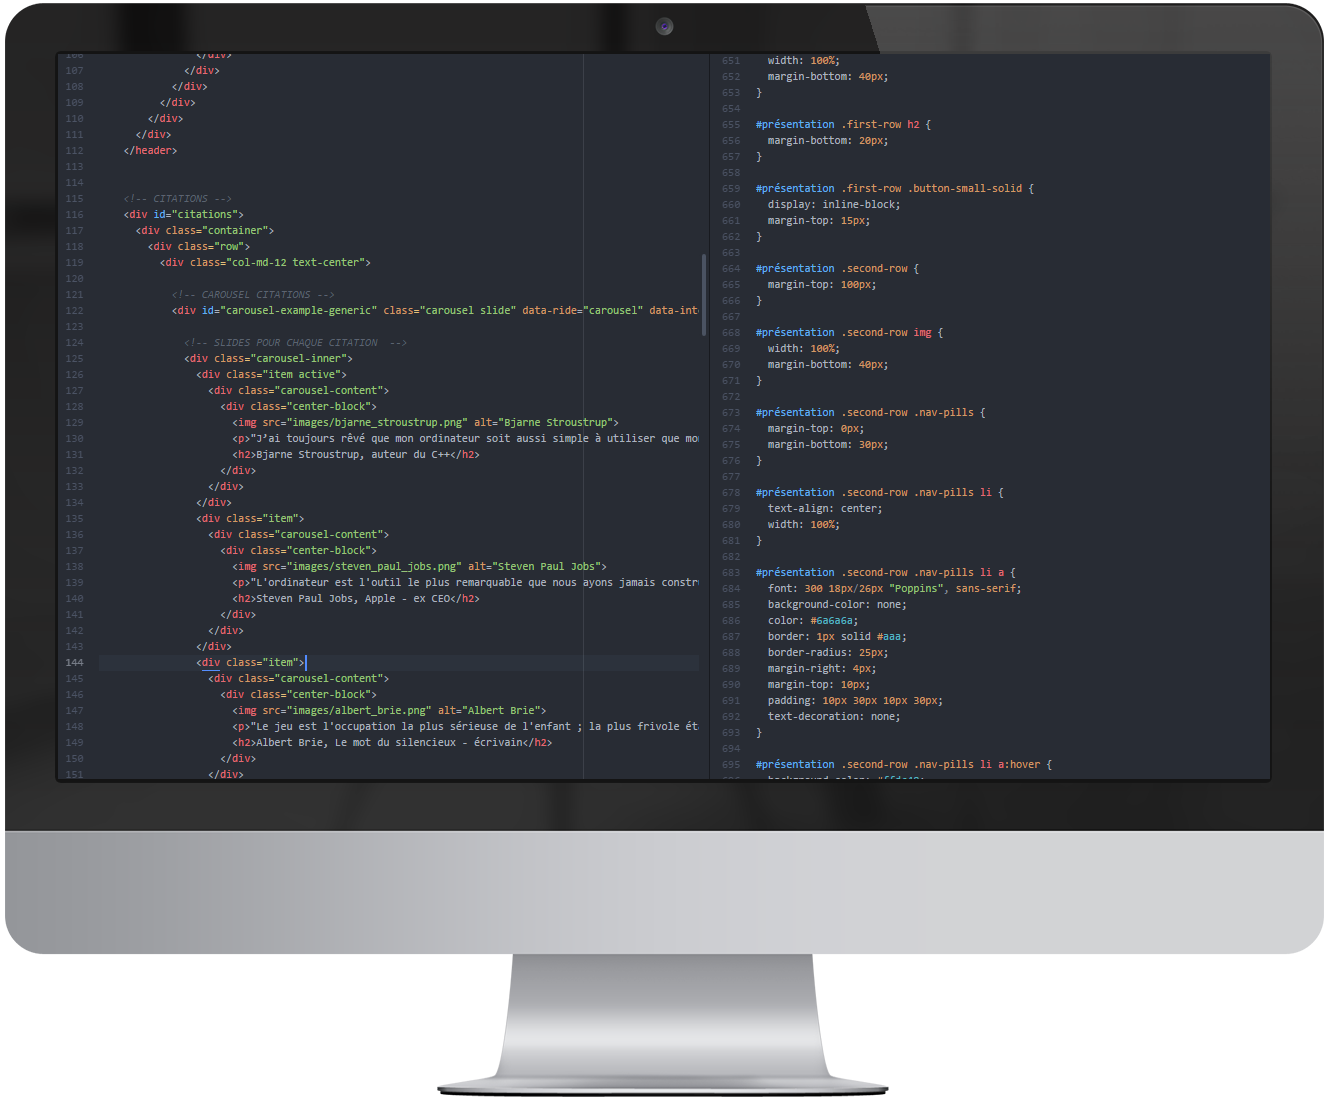 106 </div>
107 </div>
108 </div>
109 </div>
110 </div>
111 </div>
112 </header>
113
114
115 <!-- CITATIONS -->
116 <div id="citations">
117 <div class="container">
118 <div class="row">
119 <div class="col-md-12 text-center">
120
121 <!-- CAROUSEL CITATIONS -->
122 <div id="carousel-example-generic" class="carousel slide" data-ride="carousel" data-int
123
124 <!-- SLIDES POUR CHAQUE CITATION  -->
125 <div class="carousel-inner">
126 <div class="item active">
127 <div class="carousel-content">
128 <div class="center-block">
129 <img src="images/bjarne_stroustrup.png" alt="Bjarne Stroustrup">
130 <p>"J’ai toujours rêvé que mon ordinateur soit aussi simple à utiliser que mo
131 <h2>Bjarne Stroustrup, auteur du C++</h2>
132 </div>
133 </div>
134 </div>
135 <div class="item">
136 <div class="carousel-content">
137 <div class="center-block">
138 <img src="images/steven_paul_jobs.png" alt="Steven Paul Jobs">
139 <p>"L'ordinateur est l'outil le plus remarquable que nous ayons jamais constr
140 <h2>Steven Paul Jobs, Apple - ex CEO</h2>
141 </div>
142 </div>
143 </div>
144 <div class="item">
145 <div class="carousel-content">
146 <div class="center-block">
147 <img src="images/albert_brie.png" alt="Albert Brie">
148 <p>"Le jeu est l'occupation la plus sérieuse de l'enfant ; la plus frivole ét
149 <h2>Albert Brie, Le mot du silencieux - écrivain</h2>
150 </div>
151 </div>
651 width: 100%;
652 margin-bottom: 40px;
653 }
654
655 #présentation .first-row h2 {
656 margin-bottom: 20px;
657 }
658
659 #présentation .first-row .button-small-solid {
660 display: inline-block;
661 margin-top: 15px;
662 }
663
664 #présentation .second-row {
665 margin-top: 100px;
666 }
667
668 #présentation .second-row img {
669 width: 100%;
670 margin-bottom: 40px;
671 }
672
673 #présentation .second-row .nav-pills {
674 margin-top: 0px;
675 margin-bottom: 30px;
676 }
677
678 #présentation .second-row .nav-pills li {
679 text-align: center;
680 width: 100%;
681 }
682
683 #présentation .second-row .nav-pills li a {
684 font: 300 18px/26px "Poppins", sans-serif;
685 background-color: none;
686 color: #6a6a6a;
687 border: 1px solid #aaa;
688 border-radius: 25px;
689 margin-right: 4px;
690 margin-top: 10px;
691 padding: 10px 30px 10px 30px;
692 text-decoration: none;
693 }
694
695 #présentation .second-row .nav-pills li a:hover {
background-color: